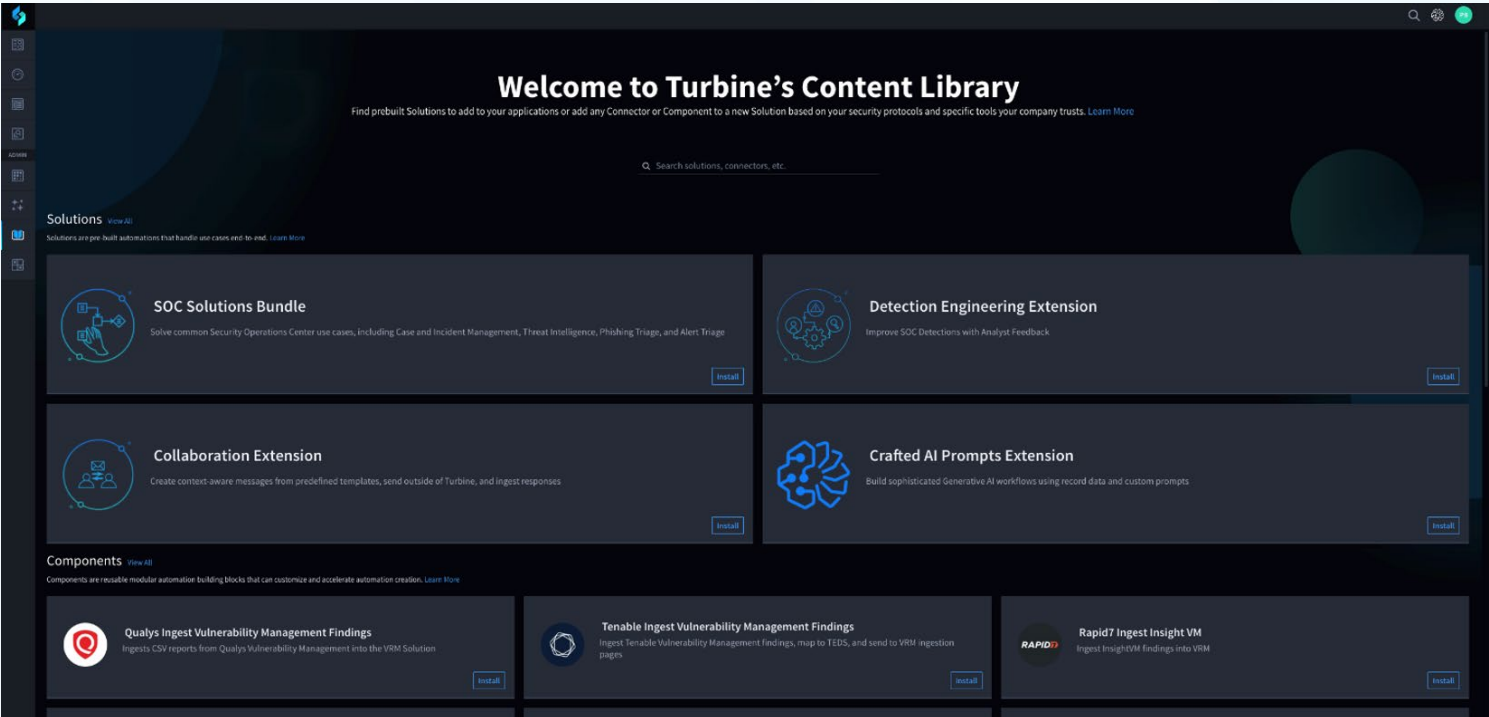 PB
ADMIN
Welcome to Turbine's Content Library
Find prebuilt Solutions to add to your applications or add any Connector or Component to a new Solution based on your security protocols and specific tools your company trusts. Learn More
Search solutions, connectors, etc.
Solutions View All
Solutions are pre-built automations that handle use cases end-to-end. Learn More
SOC Solutions Bundle
Solve common Security Operations Center use cases, including Case and Incident Management, Threat Intelligence, Phishing Triage, and Alert Triage
Install
Detection Engineering Extension
Improve SOC Detections with Analyst Feedback
Install
Collaboration Extension
Create context-aware messages from predefined templates, send outside of Turbine, and ingest responses
Install
Crafted AI Prompts Extension
Build sophisticated Generative AI workflows using record data and custom prompts
Install
Components View All
Components are reusable modular automation building blocks that can customize and accelerate automation creation. Learn More
Qualys Ingest Vulnerability Management Findings
Ingests CSV reports from Qualys Vulnerability Management into the VRM Solution
Install
Tenable Ingest Vulnerability Management Findings
Ingest Tenable Vulnerability Management findings, map to TEDS, and send to VRM ingestion
pages
Install
RAPID7
Rapid7 Ingest Insight VM
Ingest InsightVM findings into VRM
Install